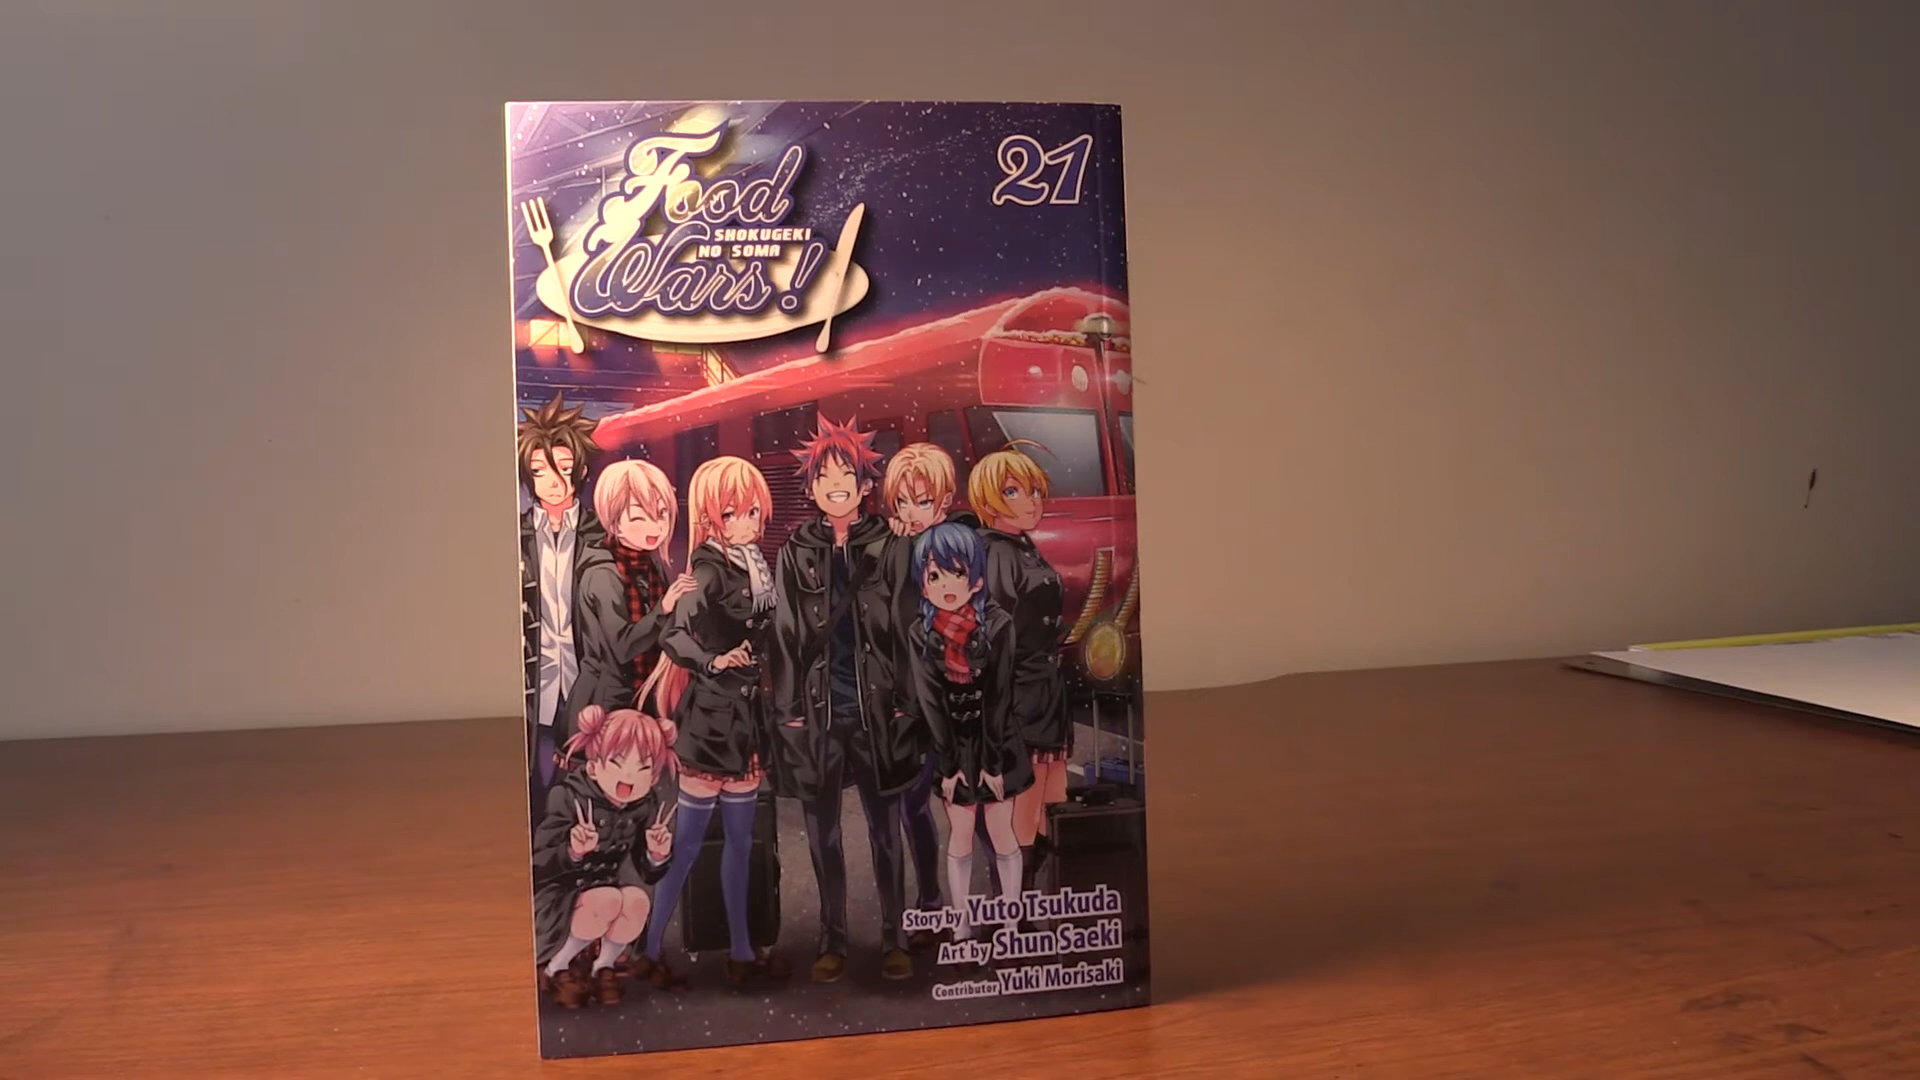 Food
SHOKUGEKI
NO SOMA
Wars!
21
Story by Yuto Tsukuda
Art by Shun Saeki
Contributor Yuki Morisaki